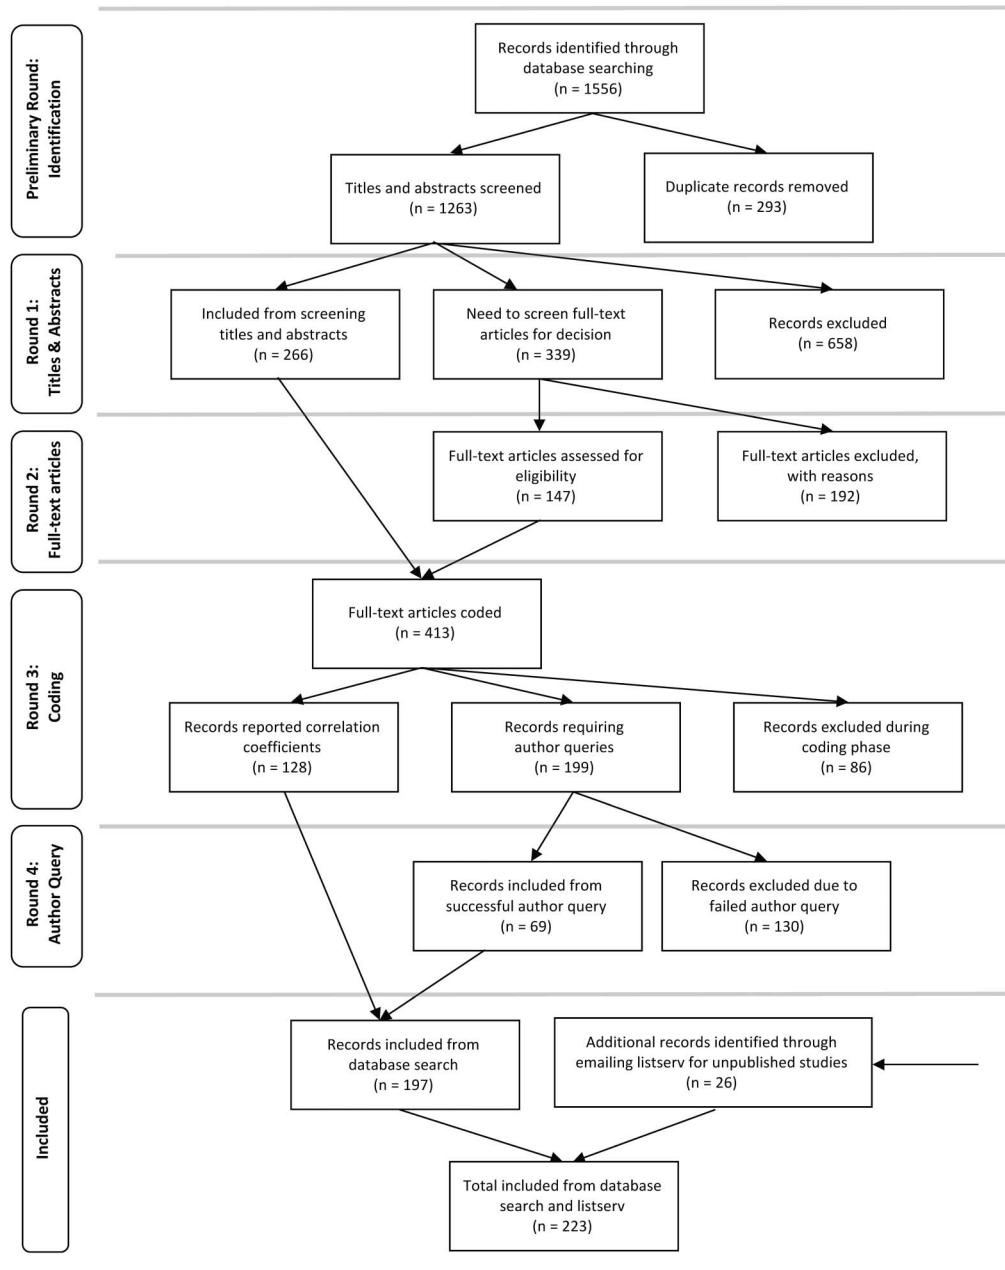 Preliminary Round:
Identification
Records identified through
database searching
(n = 1556)
Titles and abstracts screened
(n = 1263)
Duplicate records removed
(n = 293)
Round 1:
Titles & Abstracts
Included from screening
titles and abstracts
(n = 266)
Need to screen full-text
articles for decision
(n = 339)
Records excluded
(n = 658)
Round 2:
Full-text articles
Full-text articles assessed for
eligibility
(n = 147)
Full-text articles excluded,
with reasons
(n = 192)
Round 3:
Coding
Full-text articles coded
(n = 413)
Records reported correlation
coefficients
(n = 128)
Records requiring
author queries
(n = 199)
Records excluded during
coding phase
(n = 86)
Round 4:
Author Query
Records included from
successful author query
(n = 69)
Records excluded due to
failed author query
(n = 130)
Included
Records included from
database search
(n = 197)
Additional records identified through
emailing listserv for unpublished studies
(n = 26)
Total included from database
search and listserv
(n = 223)